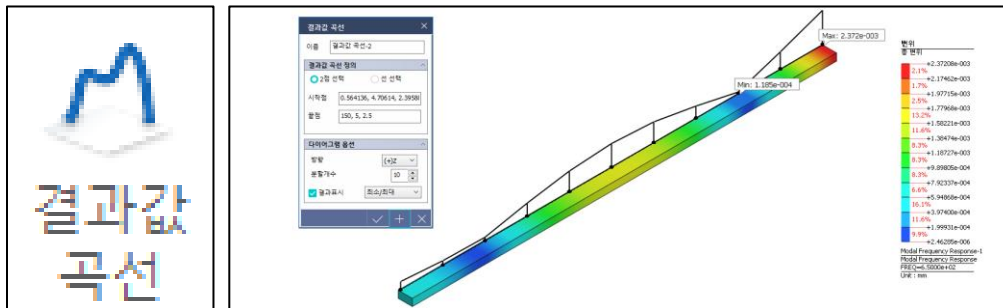 결과값
곡선
결과값 곡선
이름
결과값 곡선-2
결과값 곡선 정의
2점 선택
선 선택
시작점
0.564136, 4.70614, 2.3958
끝점
150, 5, 2.5
다이어그램 옵션
방향
(+)Z
분할개수
10
결과표시
최소/최대
Max: 2.372e-003
Min: 1.185e-004
변위
총 변위
+2.37208e-003
2.1%
+2.17462e-003
1.7%
+1.97715e-003
2.5%
+1.77968e-003
13.2%
+1.58221e-003
11.6%
+1.38474e-003
8.3%
+1.18727e-003
8.3%
+9.89805e-004
8.3%
+7.92337e-004
6.6%
+5.94868e-004
16.1%
+3.97400e-004
11.6%
+1.99931e-004
9.9%
+2.46285e-006
Modal Frequency Response-1
Modal Frequency Response
FREQ=6.5000e+02
Unit : mm